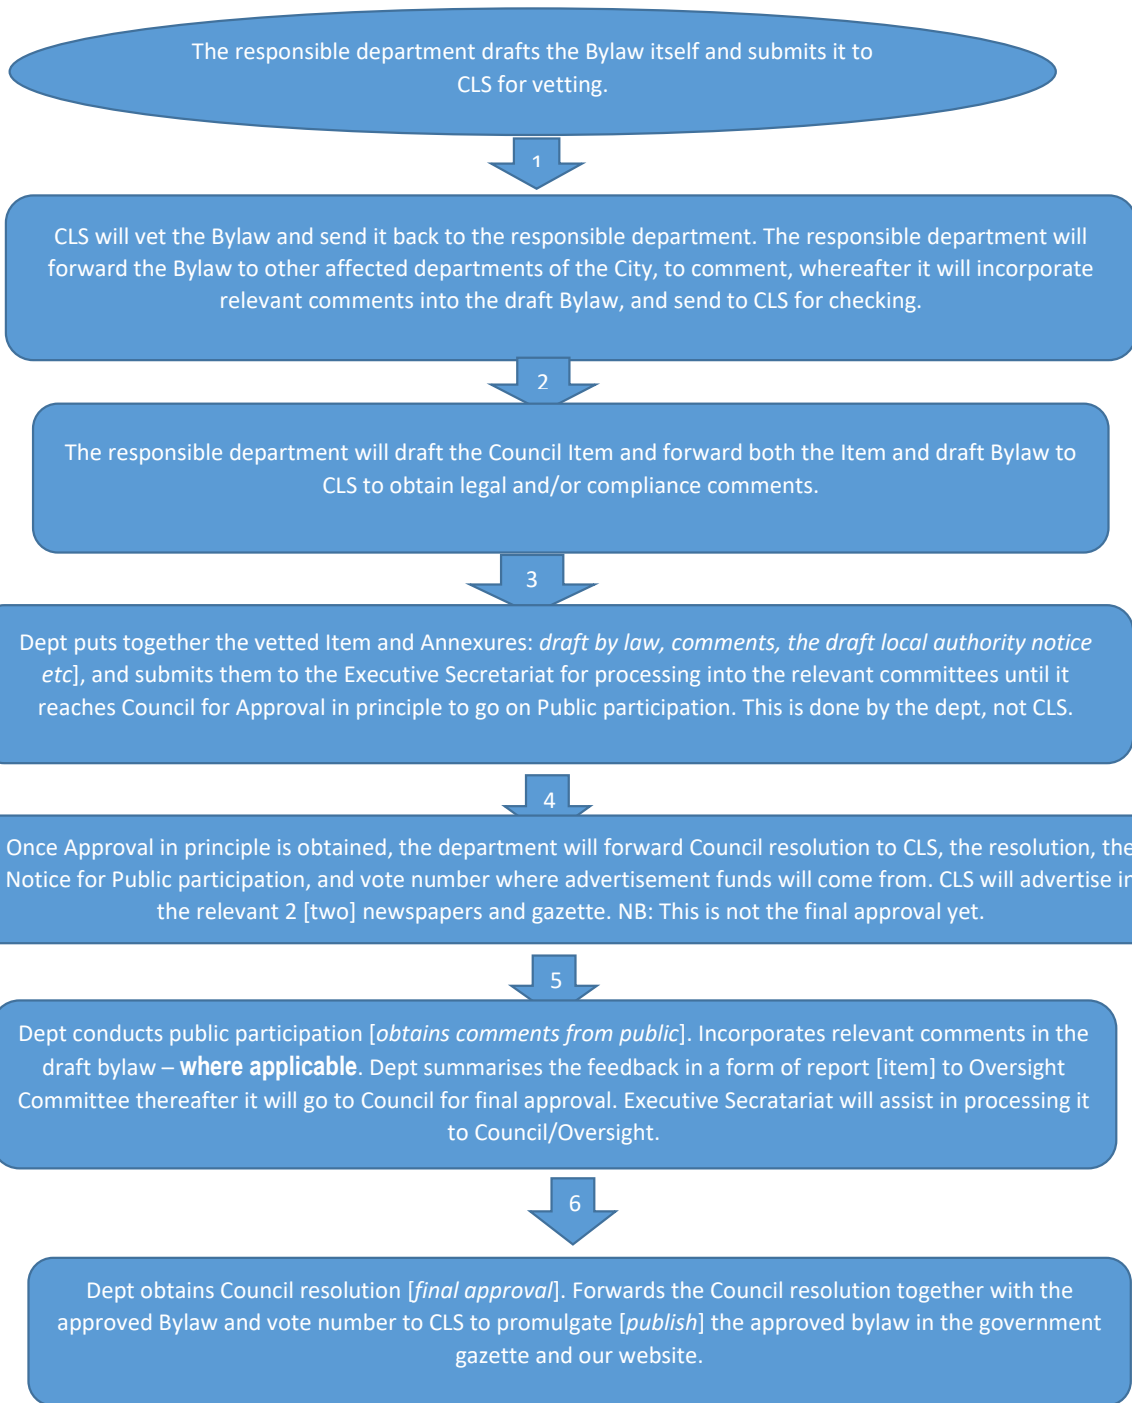 The responsible department drafts the Bylaw itself and submits it to
CLS for vetting.
1
CLS will vet the Bylaw and send it back to the responsible department. The responsible department will
forward the Bylaw to other affected departments of the City, to comment, whereafter it will incorporate
relevant comments into the draft Bylaw, and send to CLS for checking.
2
The responsible department will draft the Council Item and forward both the Item and draft Bylaw to
CLS to obtain legal and/or compliance comments.
3
Dept puts together the vetted Item and Annexures: draft by law, comments, the draft local authority notice
etc], and submits them to the Executive Secretariat for processing into the relevant committees until it
reaches Council for Approval in principle to go on Public participation. This is done by the dept, not CLS.
4
Once Approval in principle is obtained, the department will forward Council resolution to CLS, the resolution, the
Notice for Public participation, and vote number where advertisement funds will come from. CLS will advertise in
the relevant 2 [two] newspapers and gazette. NB: This is not the final approval yet.
5
Dept conducts public participation [obtains comments from public]. Incorporates relevant comments in the
draft bylaw – where applicable. Dept summarises the feedback in a form of report [item] to Oversight
Committee thereafter it will go to Council for final approval. Executive Secratariat will assist in processing it
to Council/Oversight.
6
Dept obtains Council resolution [final approval]. Forwards the Council resolution together with the
approved Bylaw and vote number to CLS to promulgate [publish] the approved bylaw in the government
gazette and our website.